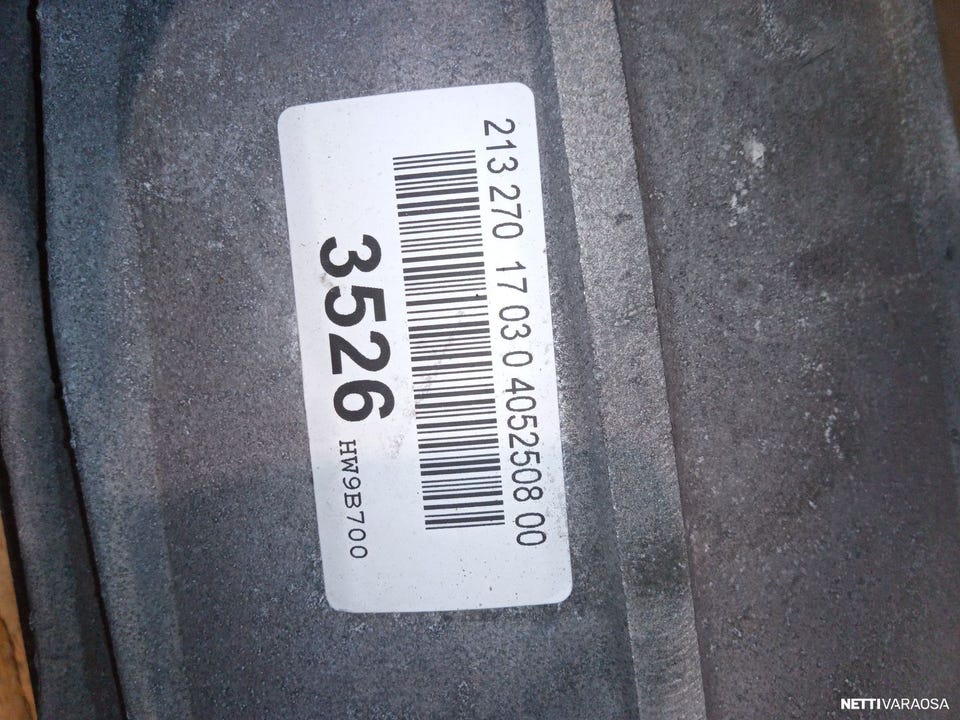 213 270 17 03 0 4052508 00
3526 HW9B700
NETTIVARAOSA